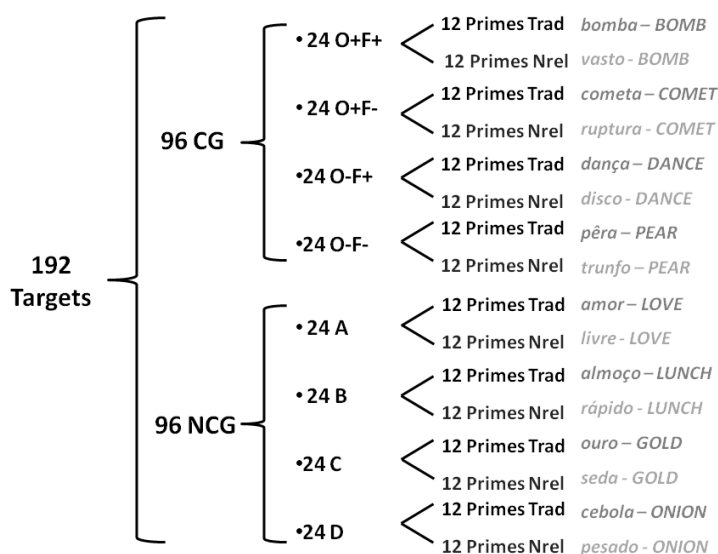 192
Targets
96 CG
•24 O+F+
12 Primes Trad bomba – BOMB
12 Primes Nrel vasto - BOMB
•24 O+F-
12 Primes Trad cometa – COMET
12 Primes Nrel ruptura - COMET
•24 O-F+
12 Primes Trad dança – DANCE
12 Primes Nrel disco - DANCE
•24 O-F-
12 Primes Trad pêra – PEAR
12 Primes Nrel trunfo – PEAR
96 NCG
•24 A
12 Primes Trad amor – LOVE
12 Primes Nrel livre - LOVE
•24 B
12 Primes Trad almoço – LUNCH
12 Primes Nrel rápido - LUNCH
•24 C
12 Primes Trad ouro – GOLD
12 Primes Nrel seda - GOLD
•24 D
12 Primes Trad cebola – ONION
12 Primes Nrel pesado - ONION